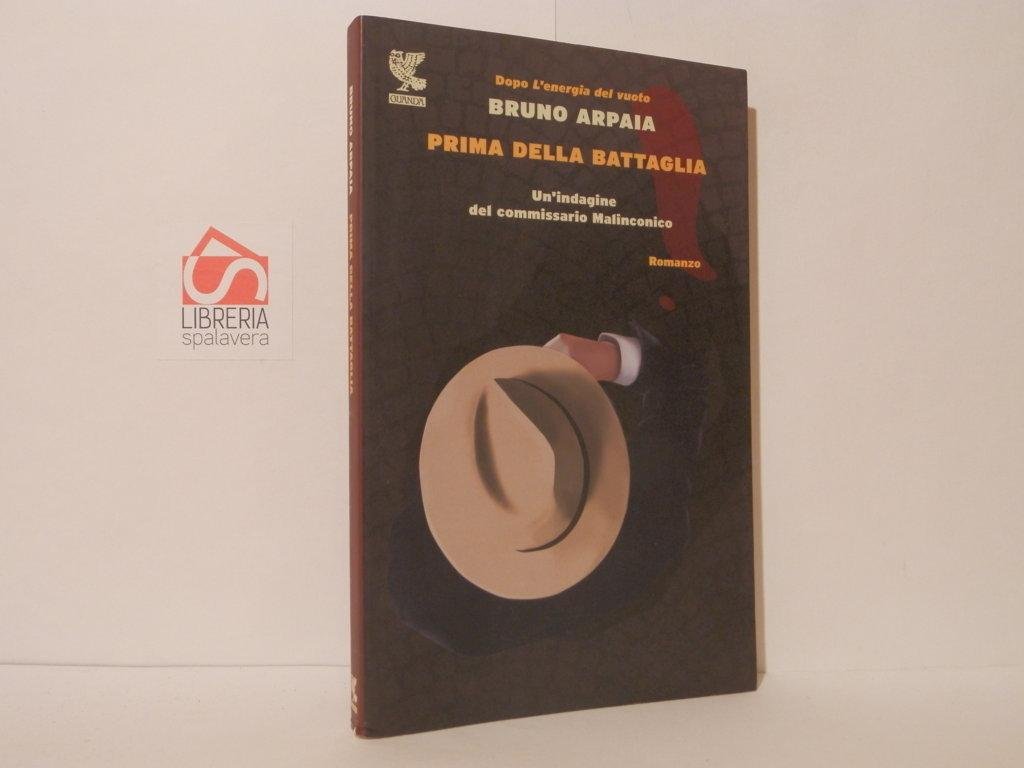 GUANDA
Dopo L'energia del vuoto
BRUNO ARPAIA
PRIMA DELLA BATTAGLIA
Un'indagine
del commissario Malinconico
Romanzo
BRUNO ARPAIA PRIMA DELLA BATTAGLIA
LIBRERIA
spalavera